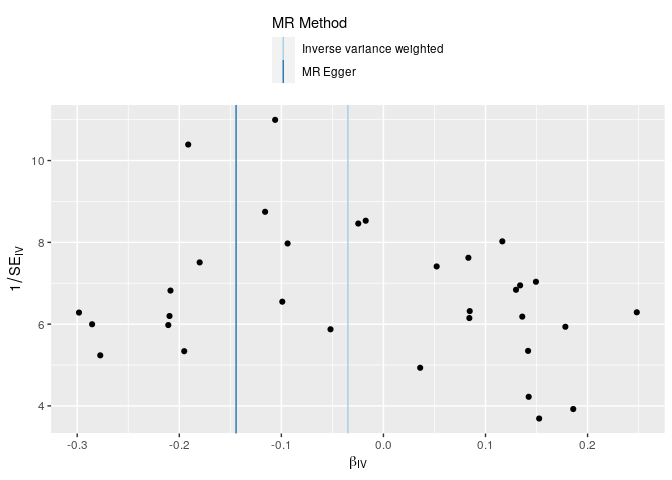 MR Method
Inverse variance weighted
MR Egger
10
8
6
4
1/SE_IV
-0.3 -0.2 -0.1 0.0 0.1 0.2
β_IV